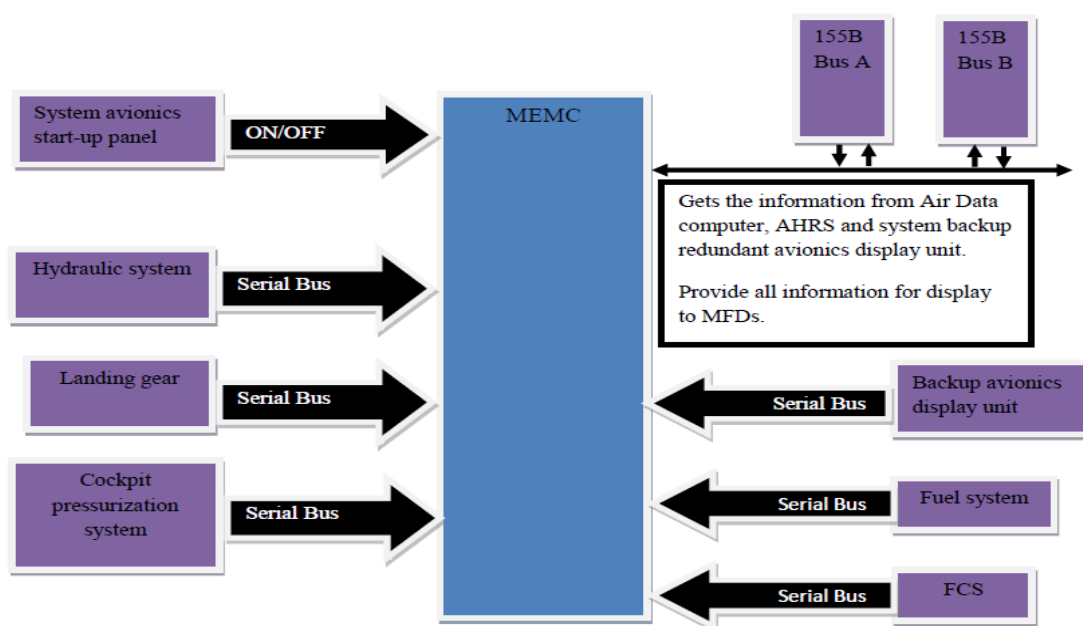 155B
Bus A
155B
Bus B
System avionics
start-up panel
ON/OFF
MEMC
Gets the information from Air Data
computer, AHRS and system backup
redundant avionics display unit.
Provide all information for display
to MFDs.
Hydraulic system
Serial Bus
Landing gear
Serial Bus
Serial Bus
Backup avionics
display unit
Cockpit
pressurization
system
Serial Bus
Serial Bus
Fuel system
Serial Bus
FCS